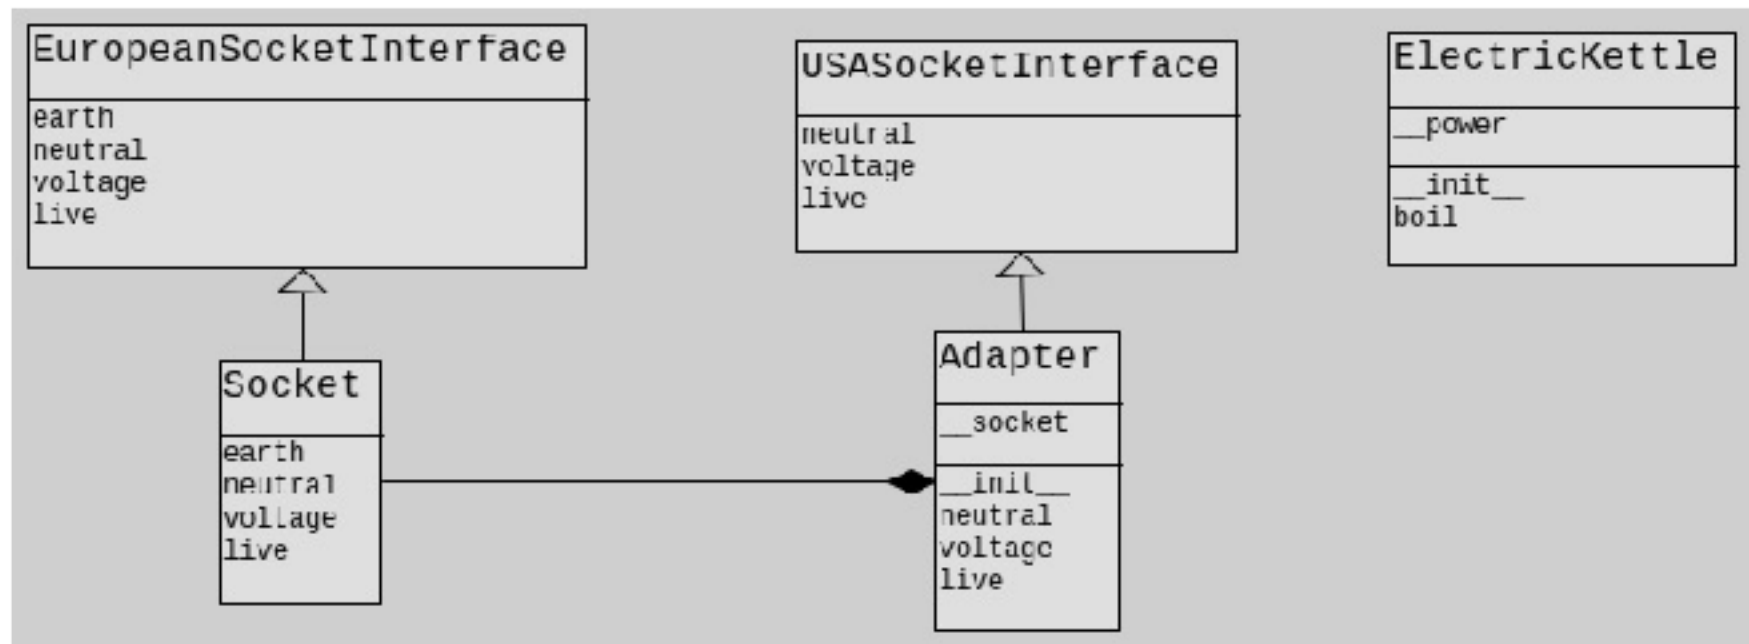 EuropeanSocketInterface
earth
neutral
voltage
live
USASocketInterface
neutral
voltage
live
ElectricKettle
__power
__init__
boil
Socket
earth
neutral
voltage
live
Adapter
__socket
__init__
neutral
voltage
live